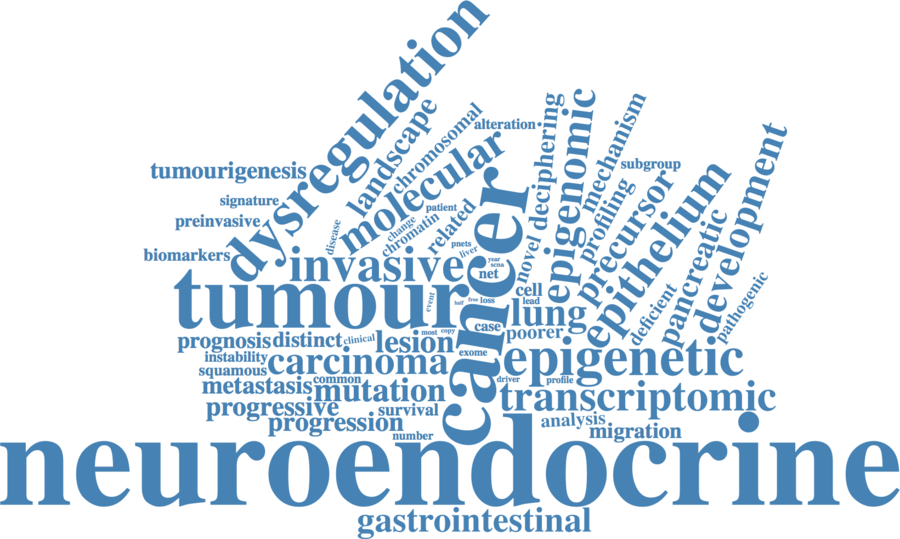 dysregulation
landscape
chromosomal
alteration
molecular
tumourigenesis
signature
preinvasive
biomarkers
disease
change
chromatin
patient
related
pnets
liver
year
scna
net
novel
deciphering
epigenomic
mechanism
profiling
subgroup
precursor
epithelium
pancreatic
development
deficient
pathogenic
invasive
tumour
cancer
event
half
free
loss
cell
lead
lung
case
poorer
prognosis
distinct
clinical
most
copy
lesion
exome
instability
squamous
carcinoma
epigenetic
driver
profile
metastasis
common
mutation
transcriptomic
progressive
survival
analysis
progression
number
migration
neuroendocrine
gastrointestinal